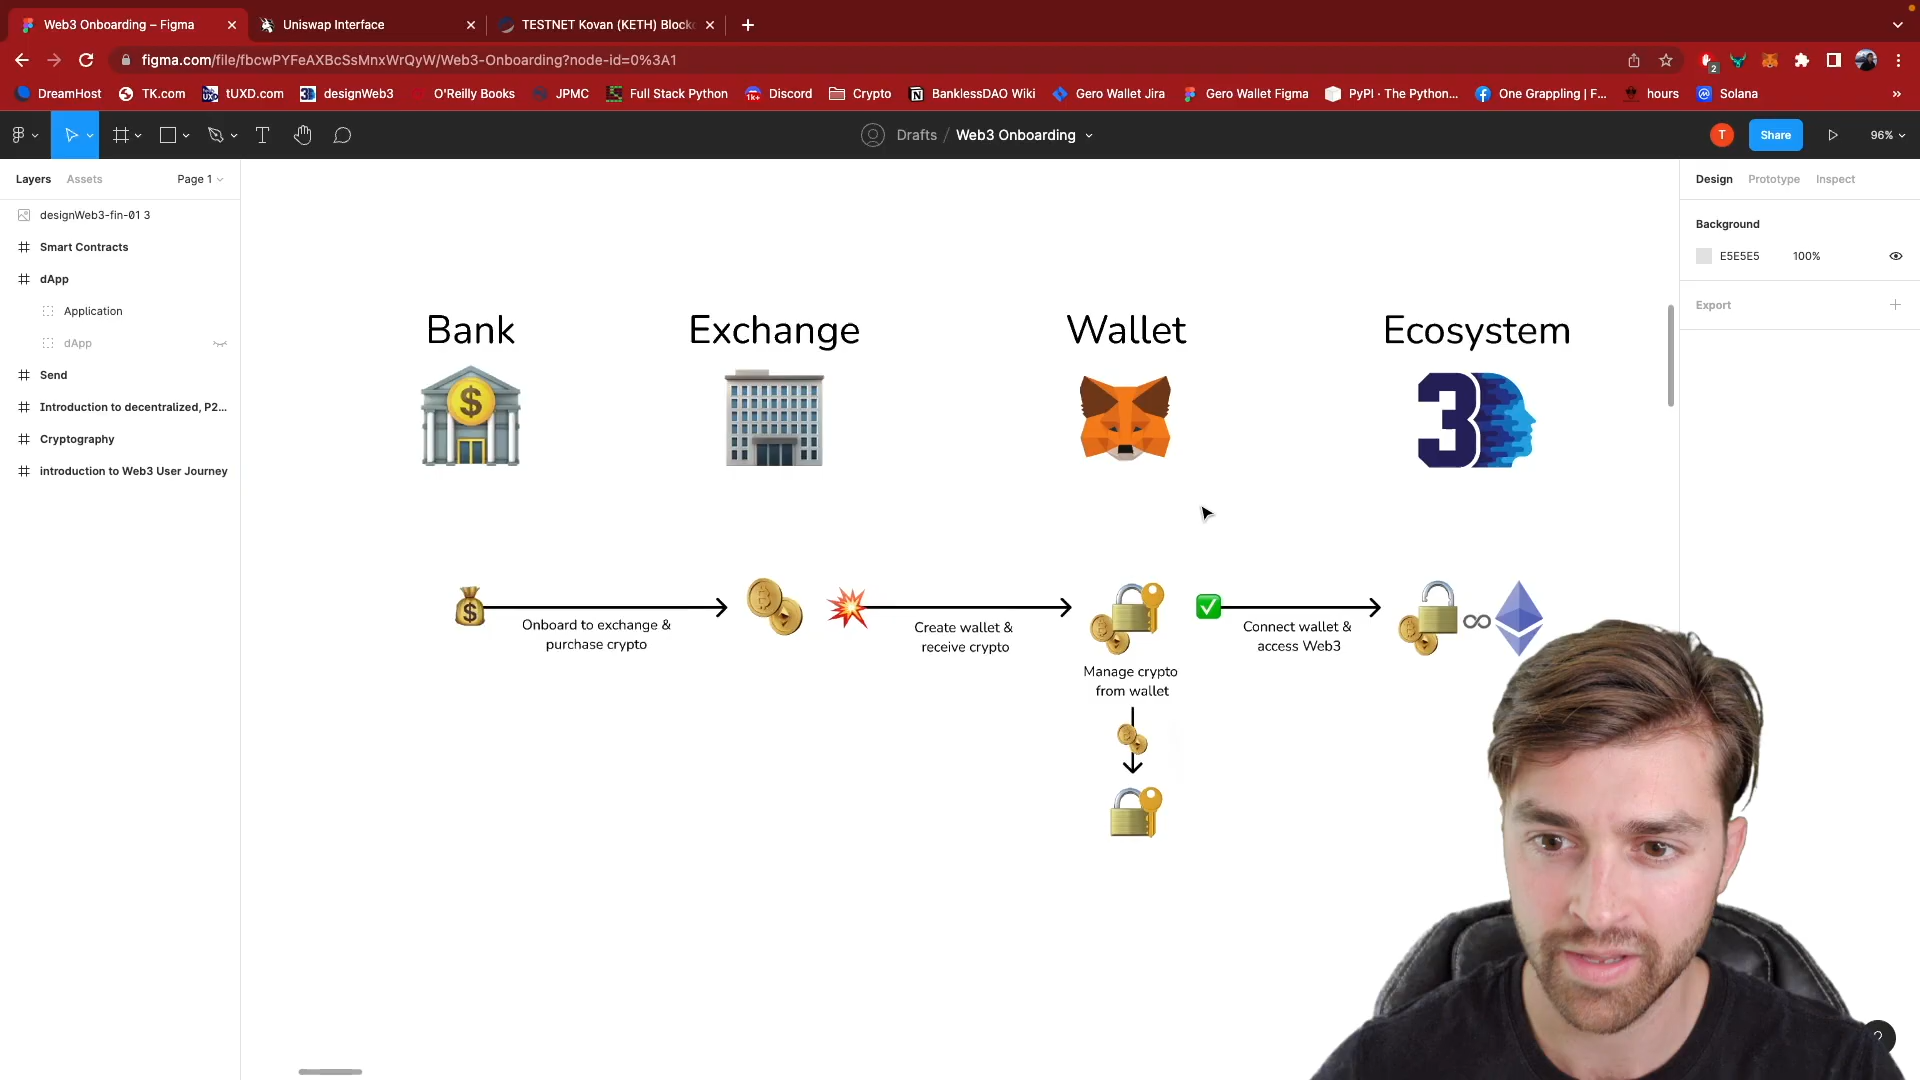 Web3 Onboarding – Figma
Uniswap Interface
TESTNET Kovan (KETH) Blockc
figma.com/file/fbcwPYFeAXBcSsMnxWrQyW/Web3-Onboarding?node-id=0%3A1
2
DreamHost
TK.com
tUXD.com
designWeb3
O'Reilly Books
JPMC
Full Stack Python
1k+
Discord
Crypto
BanklessDAO Wiki
Gero Wallet Jira
Gero Wallet Figma
PyPI · The Python...
One Grappling | F...
hours
Solana
»
Drafts / Web3 Onboarding
T
Share
96%
Layers
Assets
Page 1
designWeb3-fin-01 3
Smart Contracts
dApp
Application
dApp
Send
Introduction to decentralized, P2...
Cryptography
introduction to Web3 User Journey
Design
Prototype
Inspect
Background
E5E5E5
100%
Export
Bank
Exchange
Wallet
Ecosystem
$
3
$
Onboard to exchange &
purchase crypto
Create wallet &
receive crypto
Manage crypto
from wallet
Connect wallet &
access Web3
∞
?